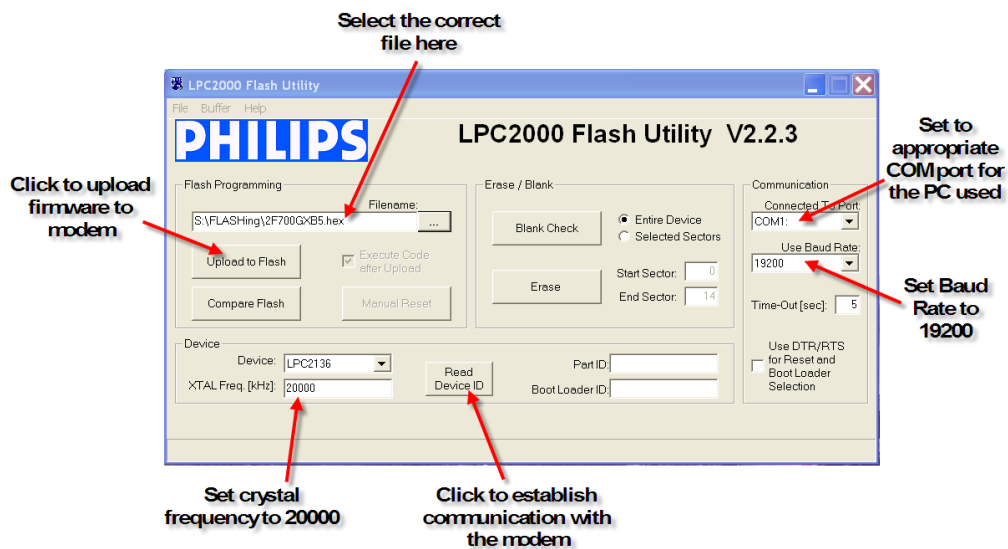 Select the correct
file here
LPC2000 Flash Utility
File Buffer Help
PHILIPS
LPC2000 Flash Utility V2.2.3
Set to
appropriate
COM port for
the PC used
Click to upload
firmware to
modem
Flash Programming
Filename:
S:\FLASHing\2F700GXB5.hex
...
Upload to Flash
Execute Code
after Upload
Compare Flash
Manual Reset
Erase / Blank
Blank Check
Entire Device
Selected Sectors
Erase
Start Sector: 0
End Sector: 14
Communication
Connected To Port:
COM1:
Use Baud Rate:
19200
Time-Out [sec]: 5
Use DTR/RTS
for Reset and
Boot Loader
Selection
Set Baud
Rate to
19200
Device
Device: LPC2136
XTAL Freq. [kHz]: 20000
Read
Device ID
Part ID:
Boot Loader ID:
Set crystal
frequency to 20000
Click to establish
communication with
the modem